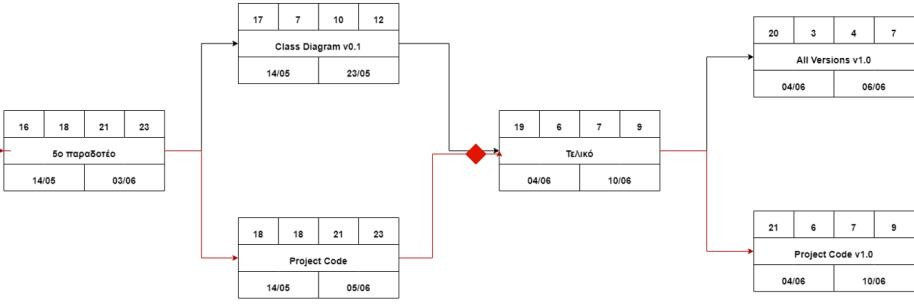 17 7 10 12
Class Diagram v0.1
14/05 23/05
20 3 4 7
All Versions v1.0
04/06 06/06
16 18 21 23
5ο παραδοτέο
14/05 03/06
19 6 7 9
Τελικό
04/06 10/06
18 18 21 23
Project Code
14/05 05/06
21 6 7 9
Project Code v1.0
04/06 10/06